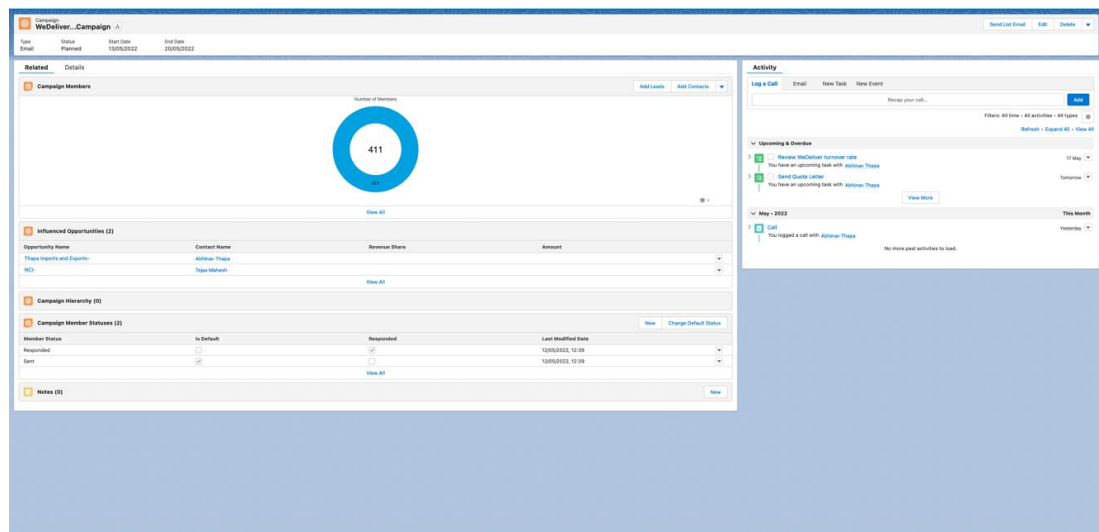 Campaign
WeDeliver...Campaign
Send List Email Edit Delete
Type Status Start Date End Date
Email Planned 13/05/2022 20/05/2022
Related Details
Campaign Members
Add Leads Add Contacts
Number of Members
411
411
View All
Influenced Opportunities (2)
Opportunity Name Contact Name Revenue Share Amount
Thapa Imports and Exports- Abhinav Thapa
NCI- Tejas Mahesh
View All
Campaign Hierarchy (0)
Campaign Member Statuses (2)
New Change Default Status
Member Status Is Default Responded Last Modified Date
Responded 12/05/2022, 12:39
Sent 12/05/2022, 12:39
View All
Notes (0)
New
Activity
Log a Call Email New Task New Event
Recap your call...
Add
Filters: All time • All activities • All types
Refresh • Expand All • View All
Upcoming & Overdue
Review WeDeliver turnover rate 17 May
You have an upcoming task with Abhinav Thapa
Send Quote Letter Tomorrow
You have an upcoming task with Abhinav Thapa
View More
May • 2022 This Month
Call Yesterday
You logged a call with Abhinav Thapa
No more past activities to load.